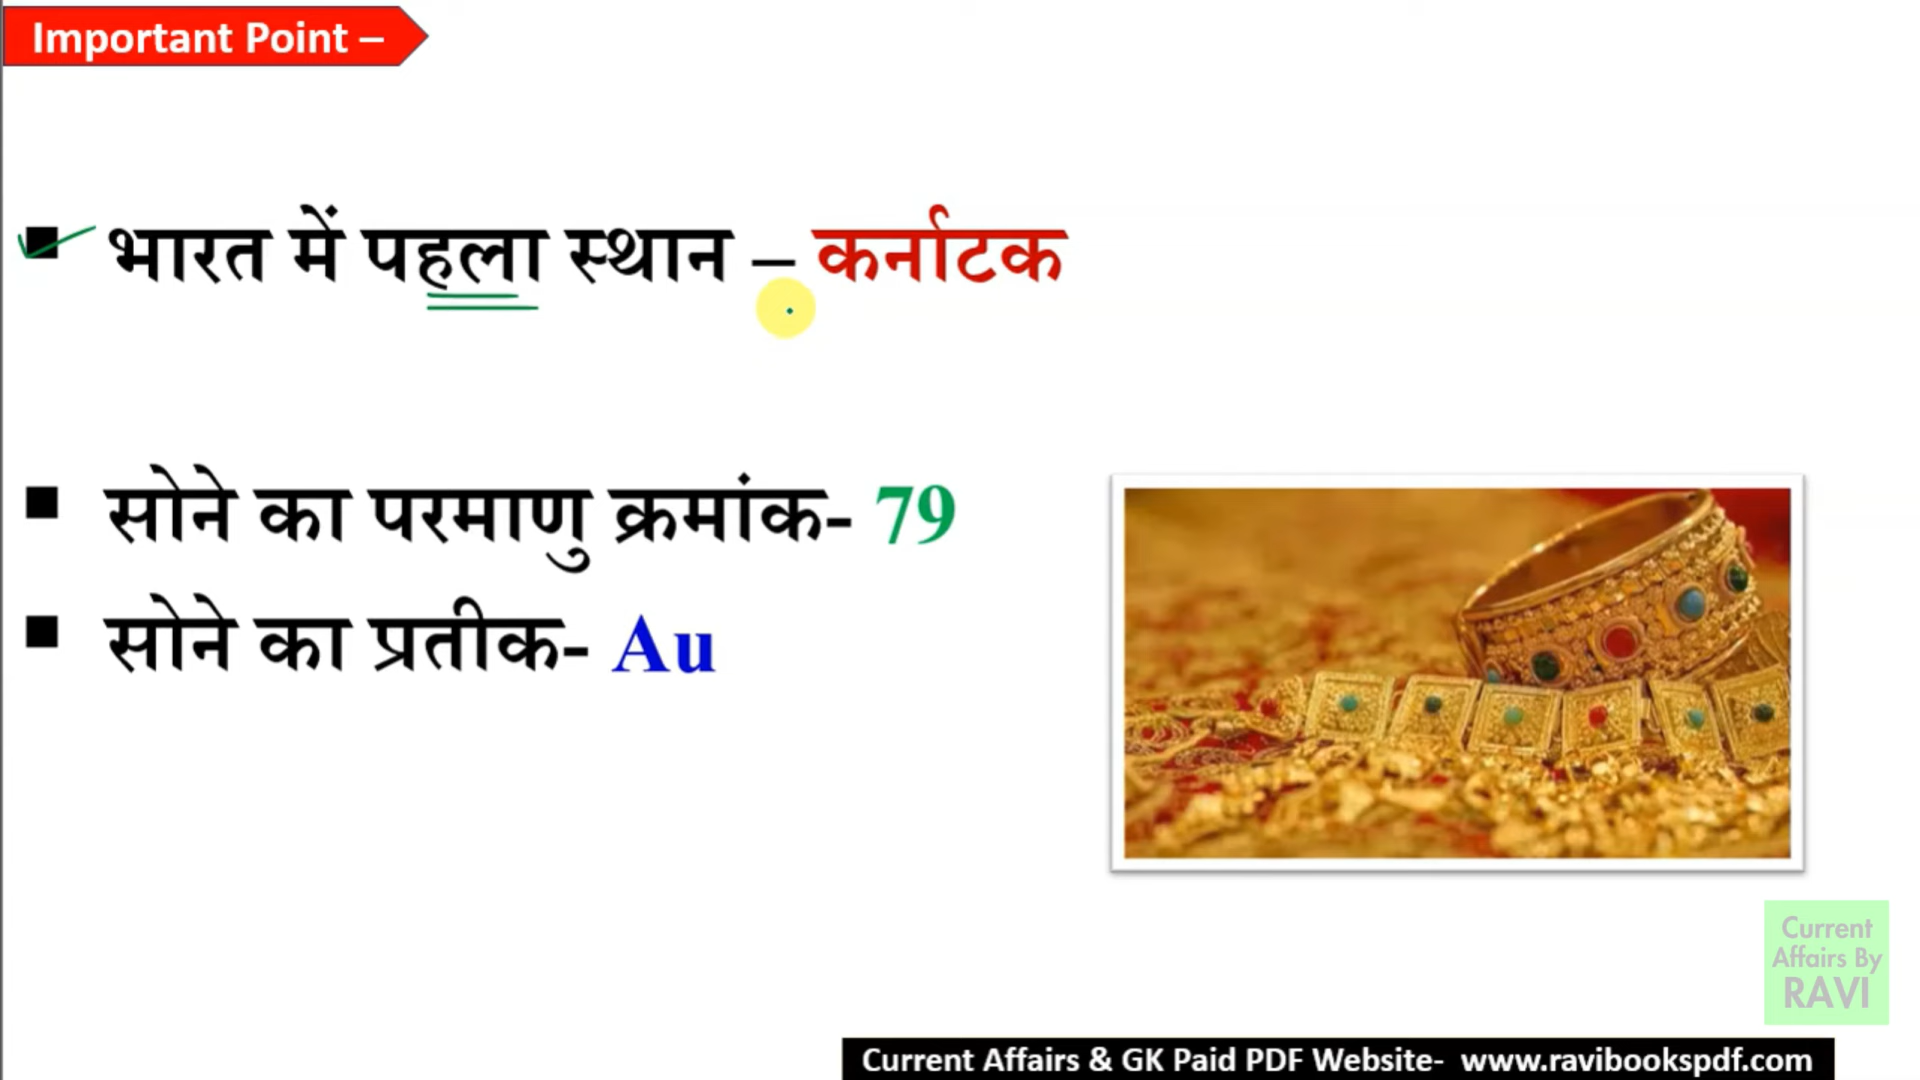 Important Point –
भारत में पहला स्थान – कर्नाटक
सोने का परमाणु क्रमांक- 79
सोने का प्रतीक- Au
Current
Affairs By
RAVI
Current Affairs & GK Paid PDF Website- www.ravibookspdf.com